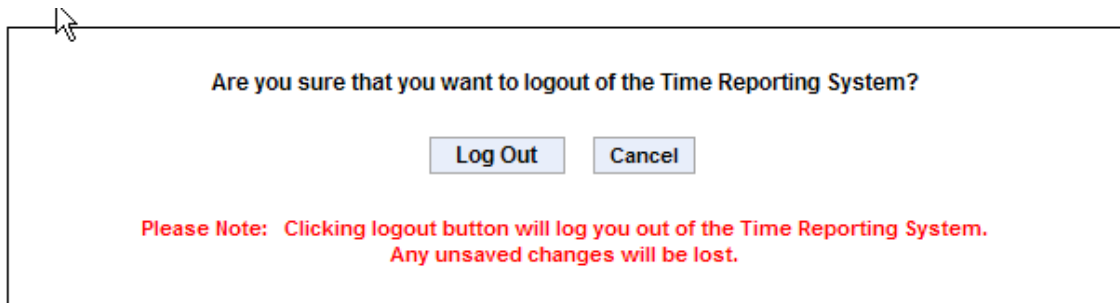 Are you sure that you want to logout of the Time Reporting System?
Log Out Cancel
Please Note: Clicking logout button will log you out of the Time Reporting System.
Any unsaved changes will be lost.